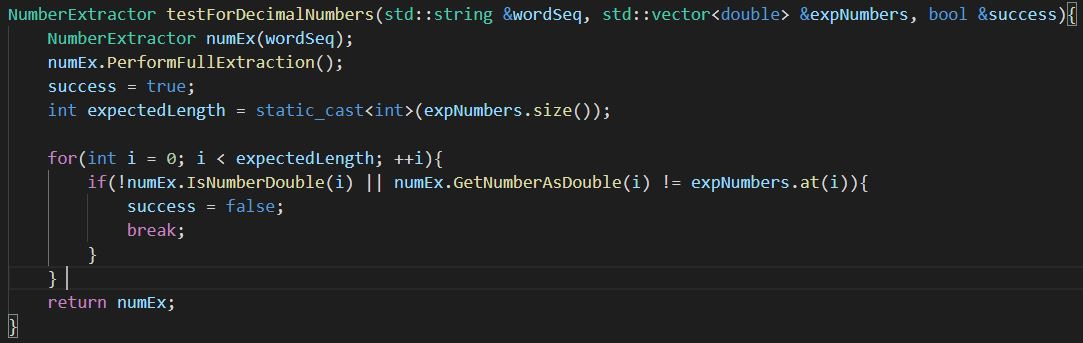 NumberExtractor testForDecimalNumbers(std::string &wordSeq, std::vector<double> &expNumbers, bool &success){
    NumberExtractor numEx(wordSeq);
    numEx.PerformFullExtraction();
    success = true;
    int expectedLength = static_cast<int>(expNumbers.size());

    for(int i = 0; i < expectedLength; ++i){
        if(!numEx.IsNumberDouble(i) || numEx.GetNumberAsDouble(i) != expNumbers.at(i)){
            success = false;
            break;
        }
    }
    return numEx;
}